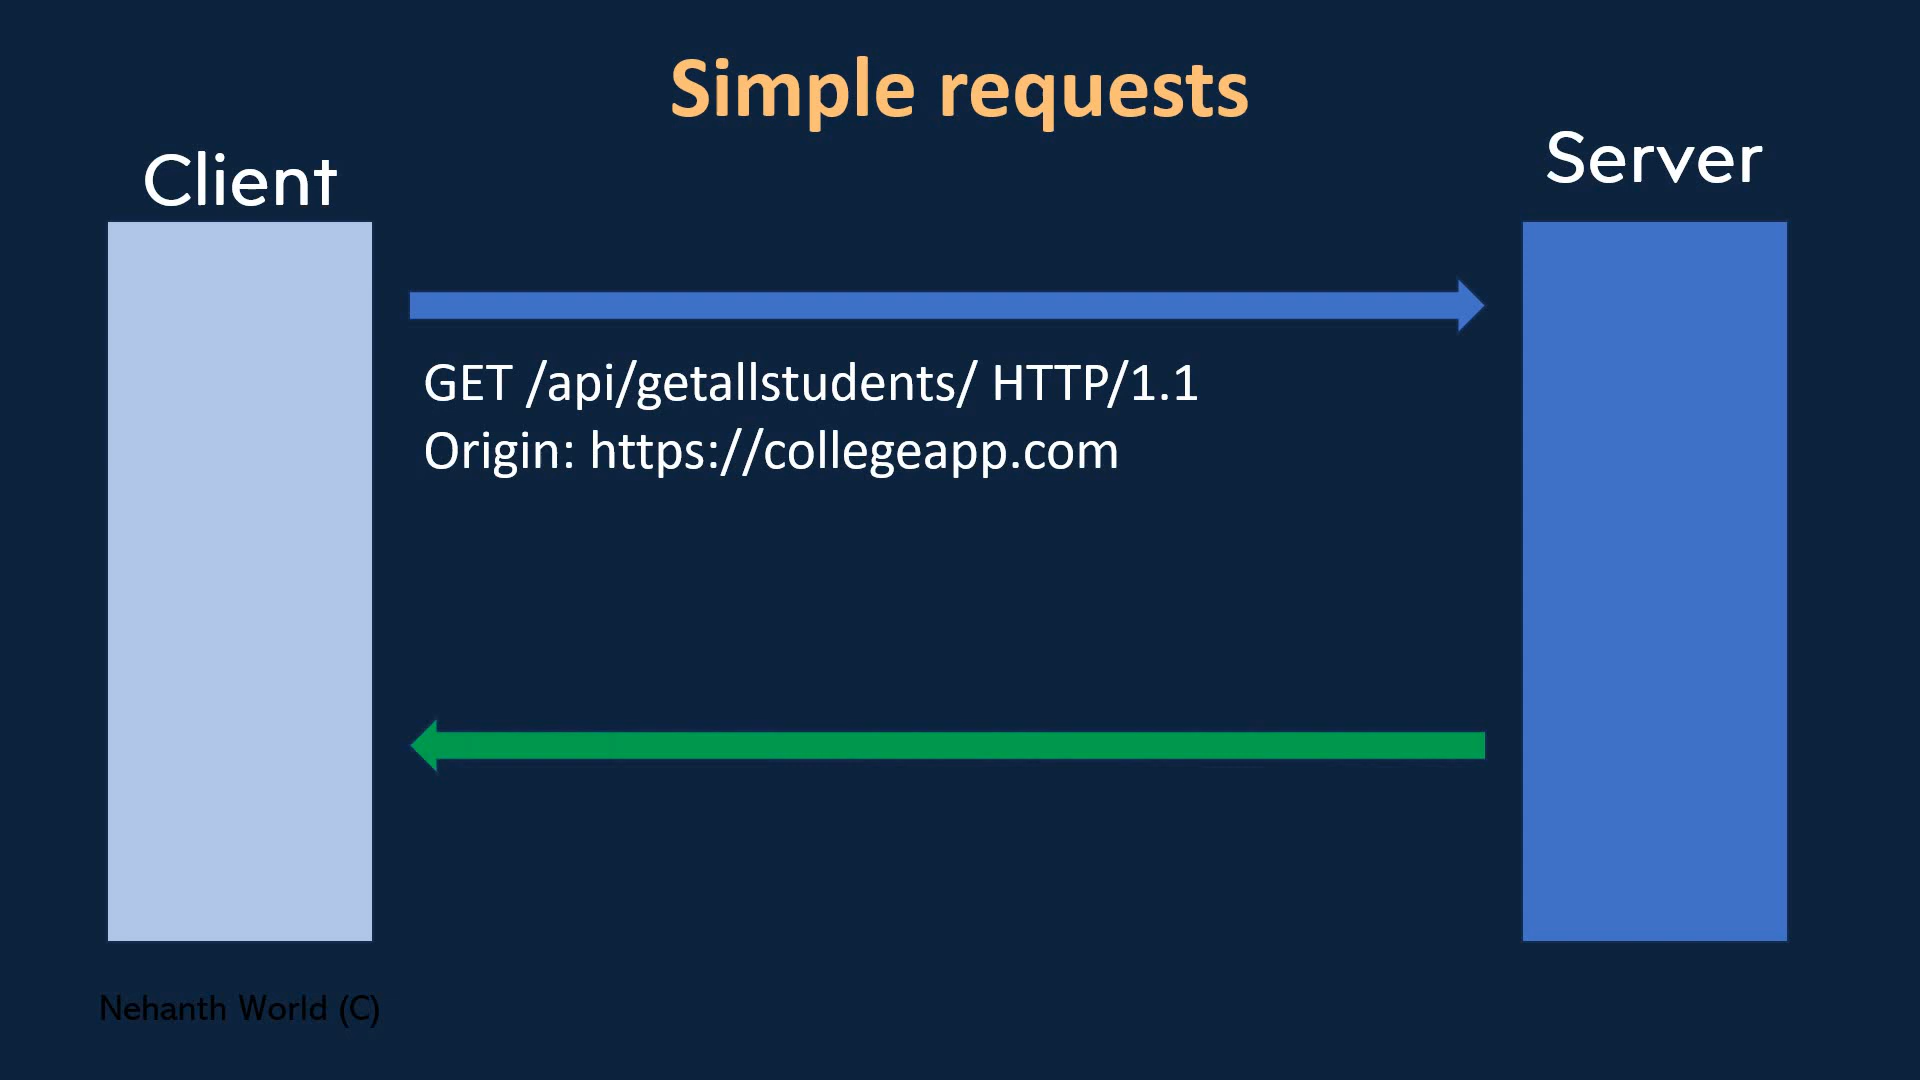 Simple requests
Client
Server
GET /api/getallstudents/ HTTP/1.1
Origin: https://collegeapp.com
Nehanth World (C)